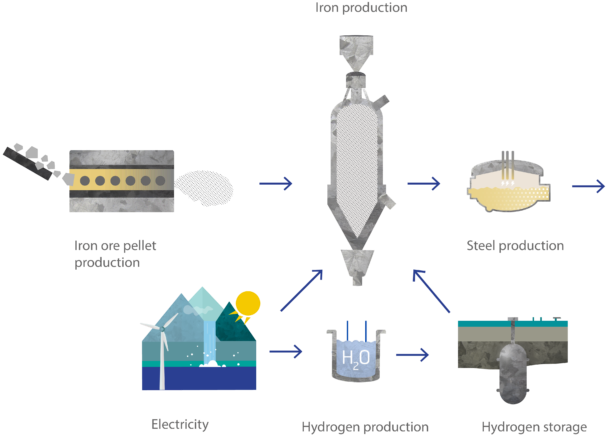 Iron production
Iron ore pellet
production
Steel production
H₂O
Electricity
Hydrogen production
Hydrogen storage